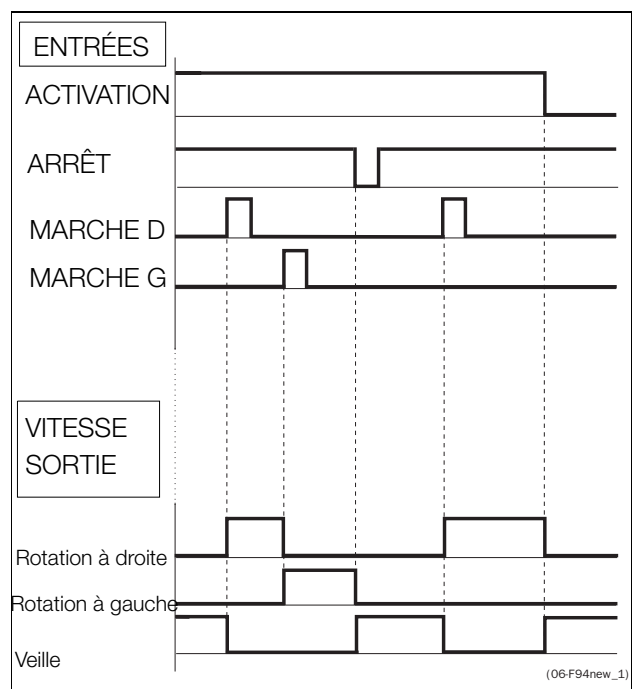 ENTRÉES
ACTIVATION
ARRÊT
MARCHE D
MARCHE G
VITESSE
SORTIE
Rotation à droite
Rotation à gauche
Veille
(06-F94new_1)